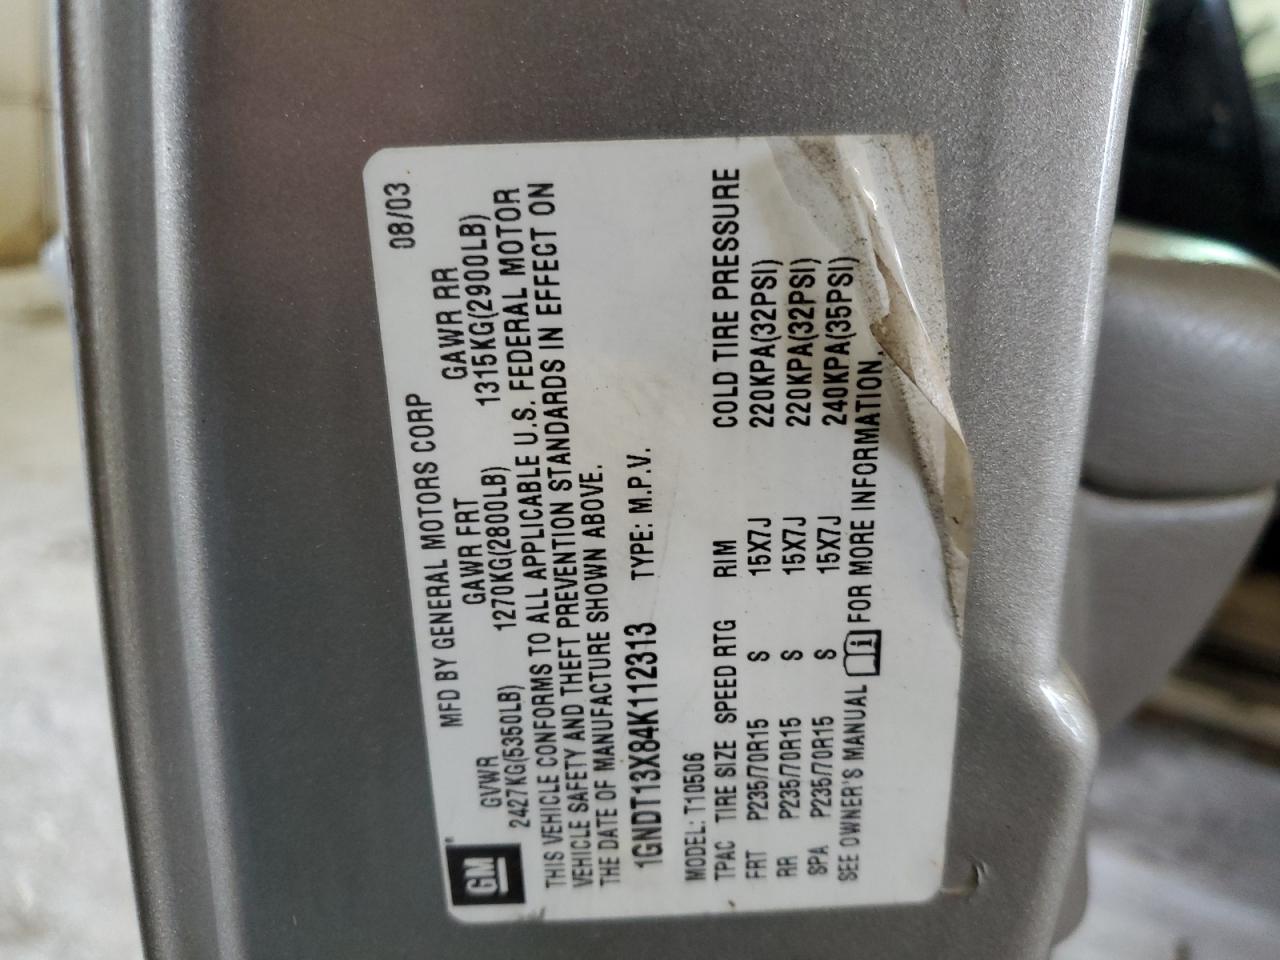 GM
MFD BY GENERAL MOTORS CORP 08/03
GVWR GAWR FRT GAWR RR
2427KG(5350LB) 1270KG(2800LB) 1315KG(2900LB)
THIS VEHICLE CONFORMS TO ALL APPLICABLE U.S. FEDERAL MOTOR
VEHICLE SAFETY AND THEFT PREVENTION STANDARDS IN EFFECT ON
THE DATE OF MANUFACTURE SHOWN ABOVE.
1GNDT13X84K112313 TYPE: M.P.V.
MODEL: T10506
TPAC TIRE SIZE SPEED RTG RIM COLD TIRE PRESSURE
FRT P235/70R15 S 15X7J 220KPA(32PSI)
RR P235/70R15 S 15X7J 220KPA(32PSI)
SPA P235/70R15 S 15X7J 240KPA(35PSI)
SEE OWNER'S MANUAL i FOR MORE INFORMATION.